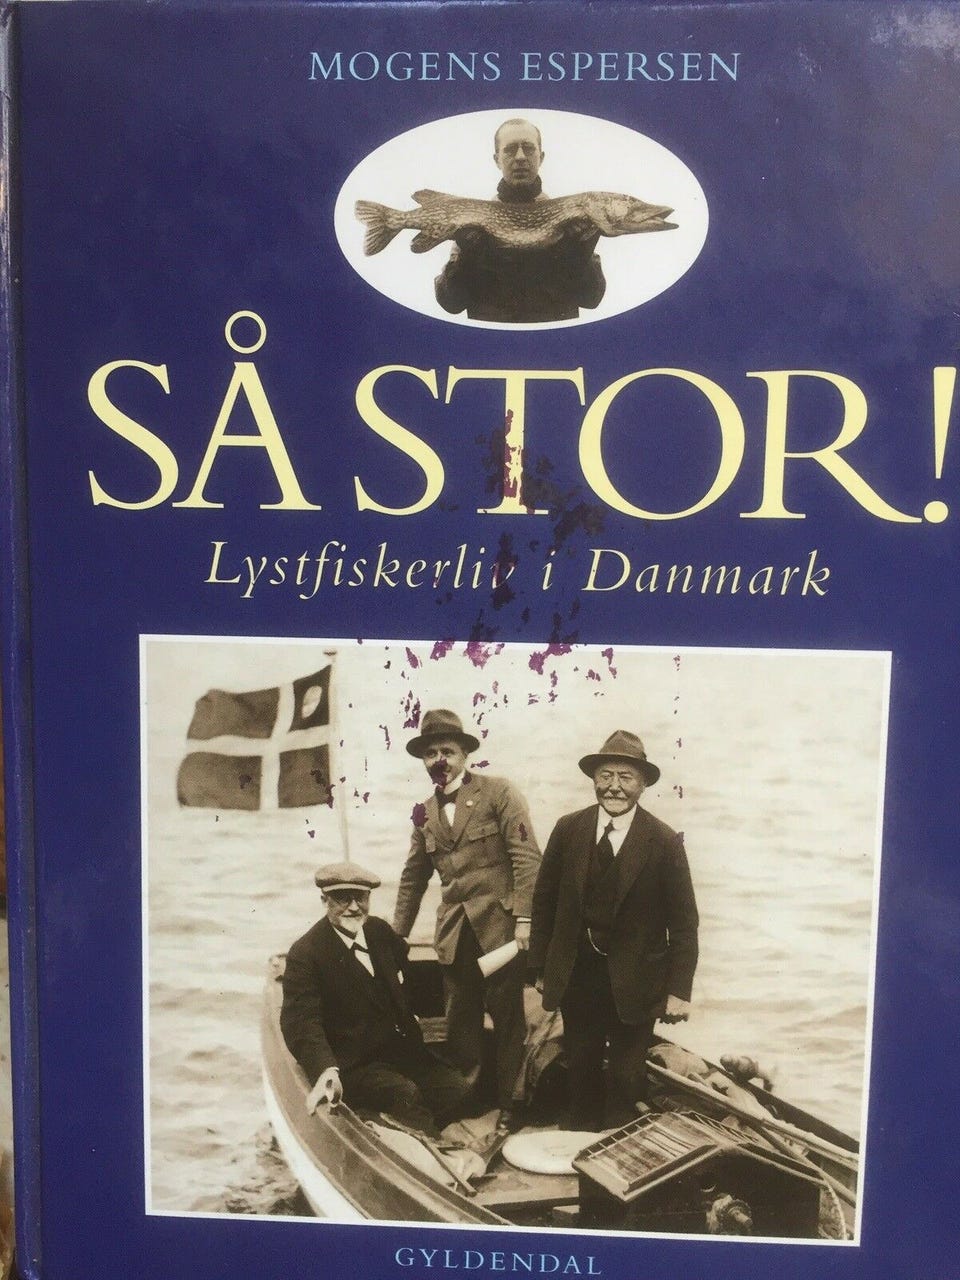 MOGENS ESPERSEN
SÅ STOR!
Lystfiskerliv i Danmark
GYLDENDAL